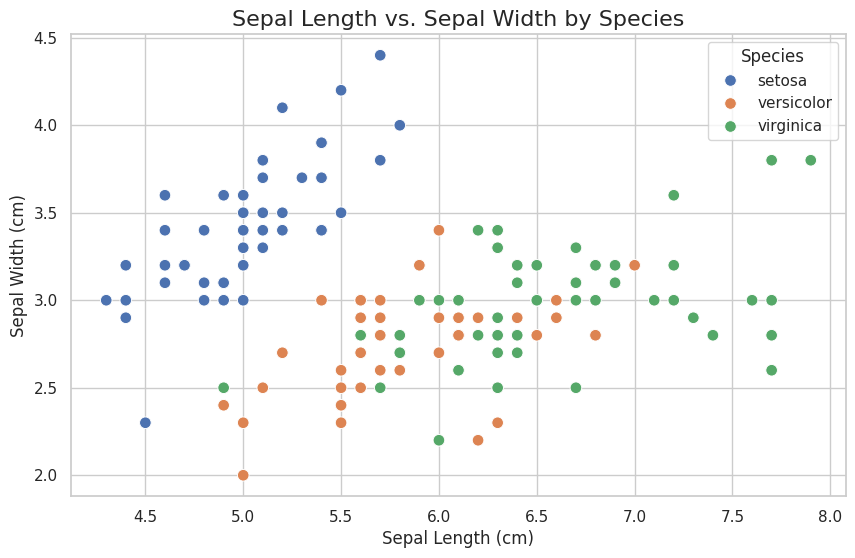 Sepal Length vs. Sepal Width by Species
4.5
4.0
3.5
3.0
2.5
2.0
Sepal Width (cm)
Species
setosa
versicolor
virginica
4.5 5.0 5.5 6.0 6.5 7.0 7.5 8.0
Sepal Length (cm)